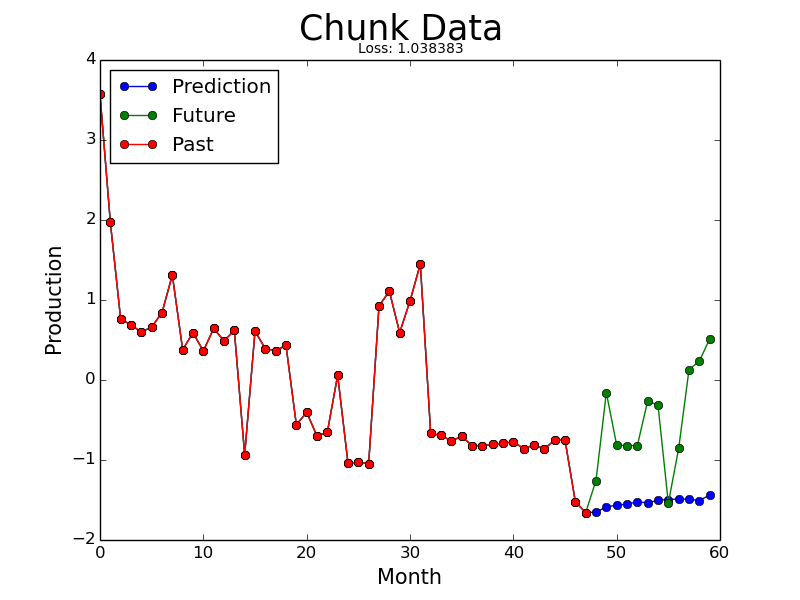 Chunk Data
Loss: 1.038383
Prediction
Future
Past
Production
4
3
2
1
0
−1
−2
0 10 20 30 40 50 60
Month